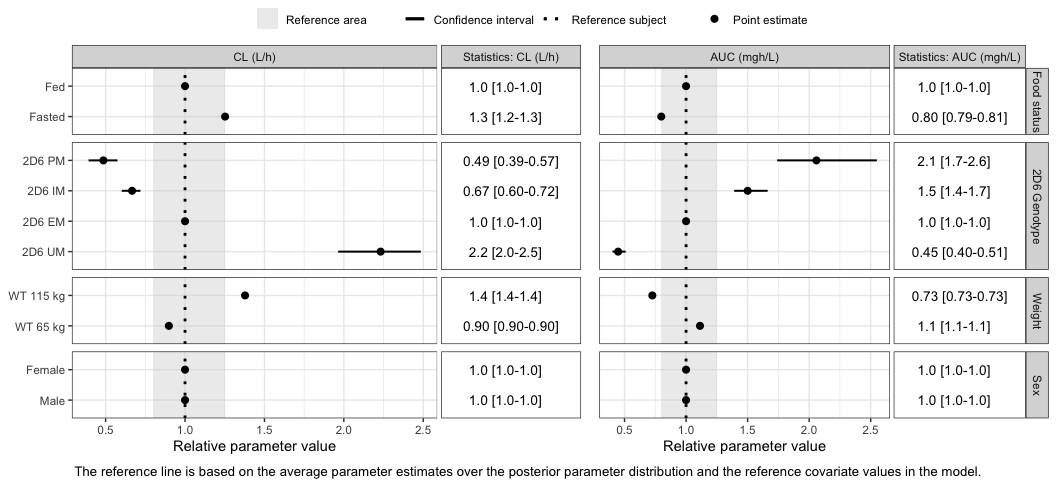 Reference area Confidence interval Reference subject Point estimate
CL (L/h) Statistics: CL (L/h) AUC (mgh/L) Statistics: AUC (mgh/L)
Fed 1.0 [1.0-1.0] 1.0 [1.0-1.0]
Fasted 1.3 [1.2-1.3] 0.80 [0.79-0.81]
Food status
2D6 PM 0.49 [0.39-0.57] 2.1 [1.7-2.6]
2D6 IM 0.67 [0.60-0.72] 1.5 [1.4-1.7]
2D6 EM 1.0 [1.0-1.0] 1.0 [1.0-1.0]
2D6 UM 2.2 [2.0-2.5] 0.45 [0.40-0.51]
2D6 Genotype
WT 115 kg 1.4 [1.4-1.4] 0.73 [0.73-0.73]
WT 65 kg 0.90 [0.90-0.90] 1.1 [1.1-1.1]
Weight
Female 1.0 [1.0-1.0] 1.0 [1.0-1.0]
Male 1.0 [1.0-1.0] 1.0 [1.0-1.0]
Sex
0.5 1.0 1.5 2.0 2.5 0.5 1.0 1.5 2.0 2.5
Relative parameter value Relative parameter value
The reference line is based on the average parameter estimates over the posterior parameter distribution and the reference covariate values in the model.